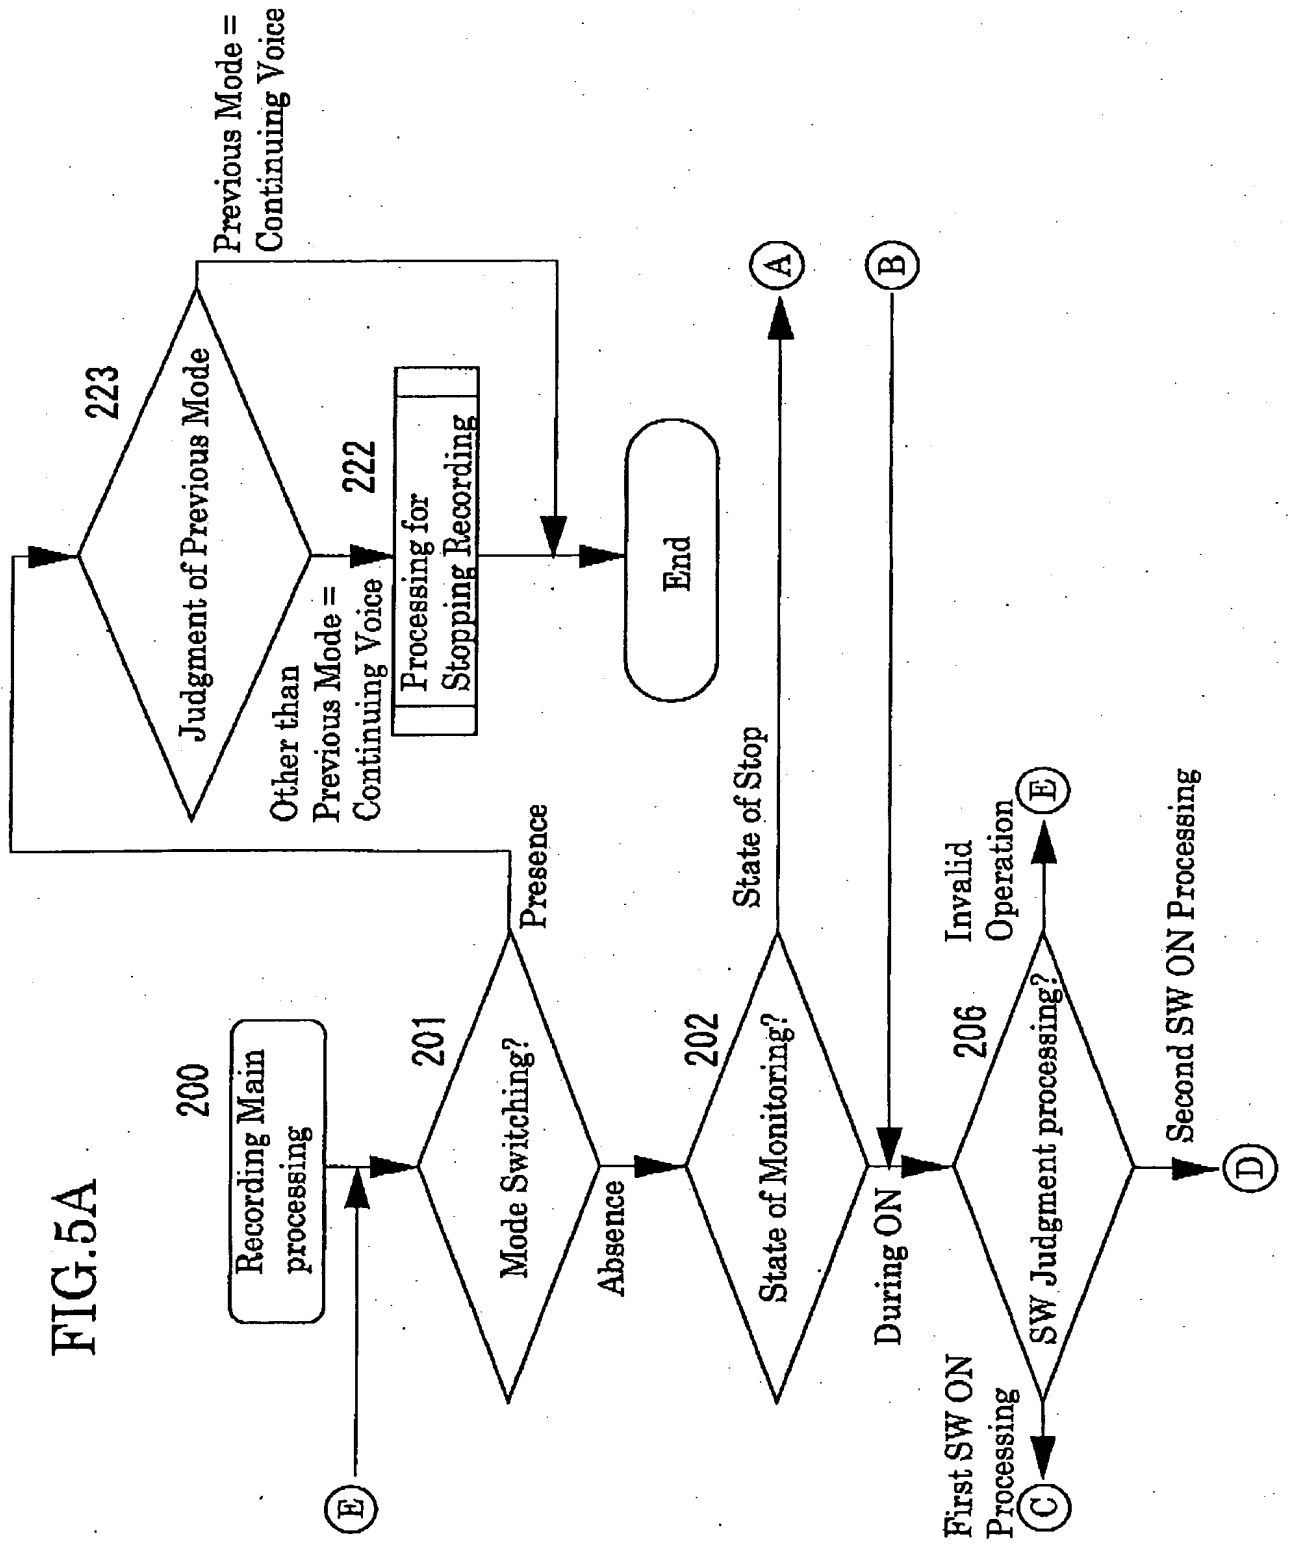 FIG.5A
200
Recording Main
processing
E
201
Mode Switching?
Presence
Absence
202
State of Monitoring?
State of Stop
A
During ON
B
206
SW Judgment processing?
First SW ON
Processing
C
Invalid
Operation
E
Second SW ON Processing
D
223
Judgment of Previous Mode
Previous Mode =
Continuing Voice
Other than
Previous Mode =
Continuing Voice
222
Processing for
Stopping Recording
End